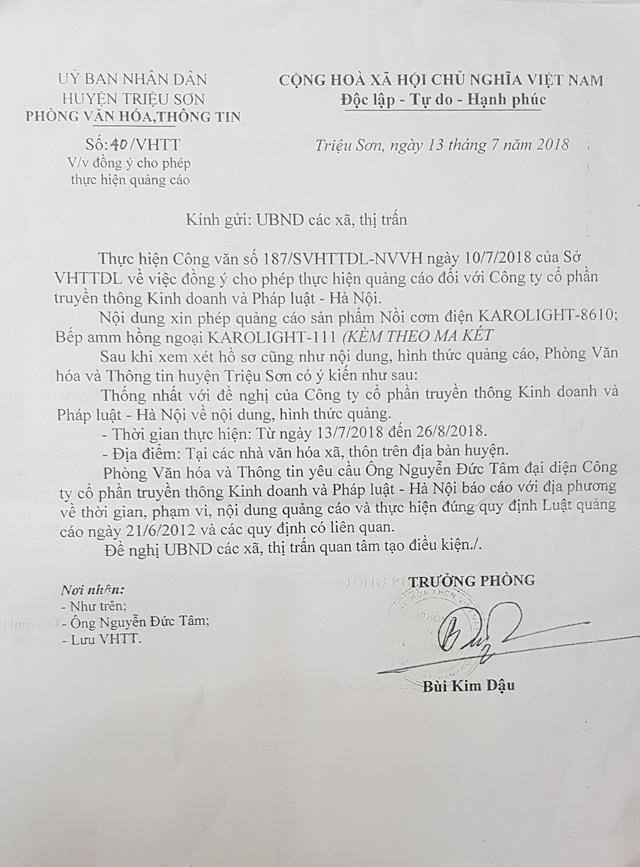 UỶ BAN NHÂN DÂN
HUYỆN TRIỆU SƠN
PHÒNG VĂN HÓA,THÔNG TIN
Số: 40/VHTT
V/v đồng ý cho phép
thực hiện quảng cáo
CỘNG HOÀ XÃ HỘI CHỦ NGHĨA VIỆT NAM
Độc lập - Tự do - Hạnh phúc
Triệu Sơn, ngày 13 tháng 7 năm 2018
Kính gửi: UBND các xã, thị trấn
Thực hiện Công văn số 187/SVHTTDL-NVVH ngày 10/7/2018 của Sở
VHTTDL về việc đồng ý cho phép thực hiện quảng cáo đối với Công ty cổ phần
truyền thông Kinh doanh và Pháp luật - Hà Nội.
Nội dung xin phép quảng cáo sản phẩm Nồi cơm điện KAROLIGHT-8610;
Bếp amm hồng ngoại KAROLIGHT-111 (KÈM THEO MA KÉT
Sau khi xem xét hồ sơ cũng như nội dung, hình thức quảng cáo, Phòng Văn
hóa và Thông tin huyện Triệu Sơn có ý kiến như sau:
Thống nhất với đề nghị của Công ty cổ phần truyền thông Kinh doanh và
Pháp luật - Hà Nội về nội dung, hình thức quảng.
- Thời gian thực hiện: Từ ngày 13/7/2018 đến 26/8/2018.
- Địa điểm: Tại các nhà văn hóa xã, thôn trên địa bàn huyện.
Phòng Văn hóa và Thông tin yêu cầu Ông Nguyễn Đức Tâm đại diện Công
ty cổ phần truyền thông Kinh doanh và Pháp luật - Hà Nội báo cáo với địa phương
về thời gian, phạm vi, nội dung quảng cáo và thực hiện đúng quy định Luật quảng
cáo ngày 21/6/2012 và các quy định có liên quan.
Đề nghị UBND các xã, thị trấn quan tâm tạo điều kiện./.
Nơi nhận:
- Như trên;
- Ông Nguyễn Đức Tâm;
- Lưu VHTT.
TRƯỞNG PHÒNG
Bùi Kim Dậu